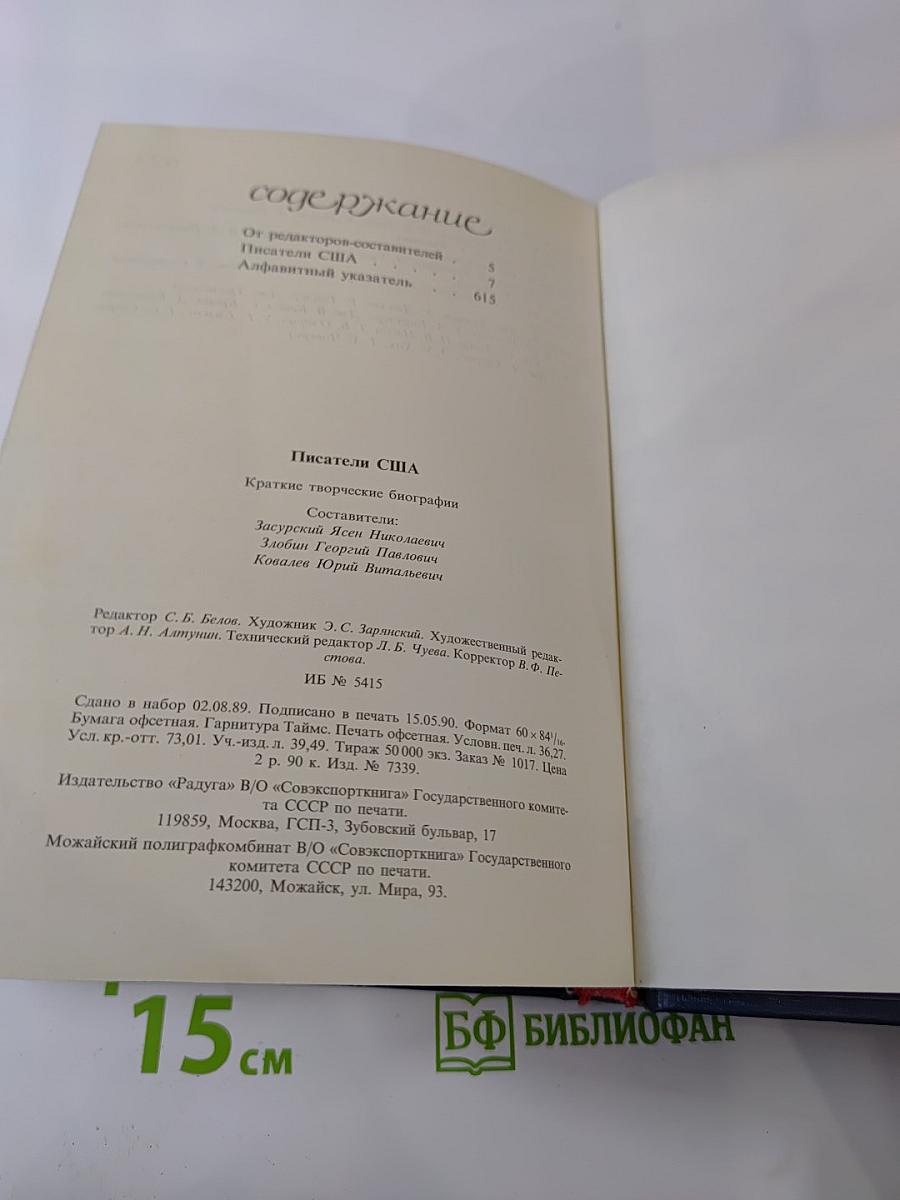 содержание
От редакторов-составителей . 5
Писатели США . . . . . 7
Алфавитный указатель . . 615
Писатели США
Краткие творческие биографии
Составители:
Засурский Ясен Николаевич
Злобин Георгий Павлович
Ковалев Юрий Витальевич
Редактор С. Б. Белов. Художник Э. С. Зарянский. Художественный редак-
тор А. Н. Алтунин. Технический редактор Л. Б. Чуева. Корректор В. Ф. Пе-
стова.
ИБ № 5415
Сдано в набор 02.08.89. Подписано в печать 15.05.90. Формат 60 × 84¹/₁₆.
Бумага офсетная. Гарнитура Таймс. Печать офсетная. Условн. печ. л. 36,27.
Усл. кр.-отт. 73,01. Уч.-изд. л. 39,49. Тираж 50 000 экз. Заказ № 1017. Цена
2 р. 90 к. Изд. № 7339.
Издательство «Радуга» В/О «Совэкспорткнига» Государственного комите-
та СССР по печати.
119859, Москва, ГСП-3, Зубовский бульвар, 17
Можайский полиграфкомбинат В/О «Совэкспорткнига» Государственного
комитета СССР по печати.
143200, Можайск, ул. Мира, 93.
15 см
БФ БИБЛИОФАН